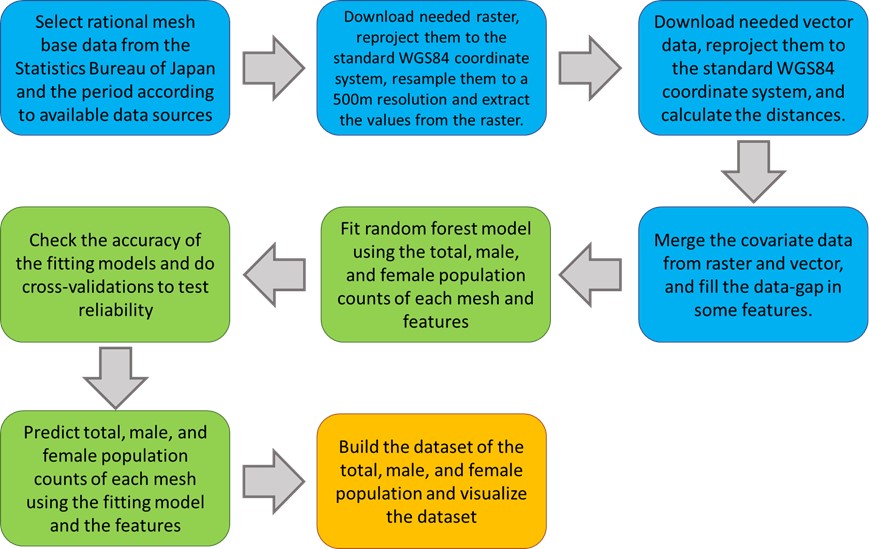 Select rational mesh
base data from the
Statistics Bureau of Japan
and the period according
to available data sources
Download needed raster,
reproject them to the
standard WGS84 coordinate
system, resample them to a
500m resolution and extract
the values from the raster.
Download needed vector
data, reproject them to
the standard WGS84
coordinate system, and
calculate the distances.
Merge the covariate data
from raster and vector,
and fill the data-gap in
some features.
Fit random forest model
using the total, male,
and female population
counts of each mesh and
features
Check the accuracy of
the fitting models and do
cross-validations to test
reliability
Predict total, male, and
female population
counts of each mesh
using the fitting model
and the features
Build the dataset of the
total, male, and female
population and visualize
the dataset